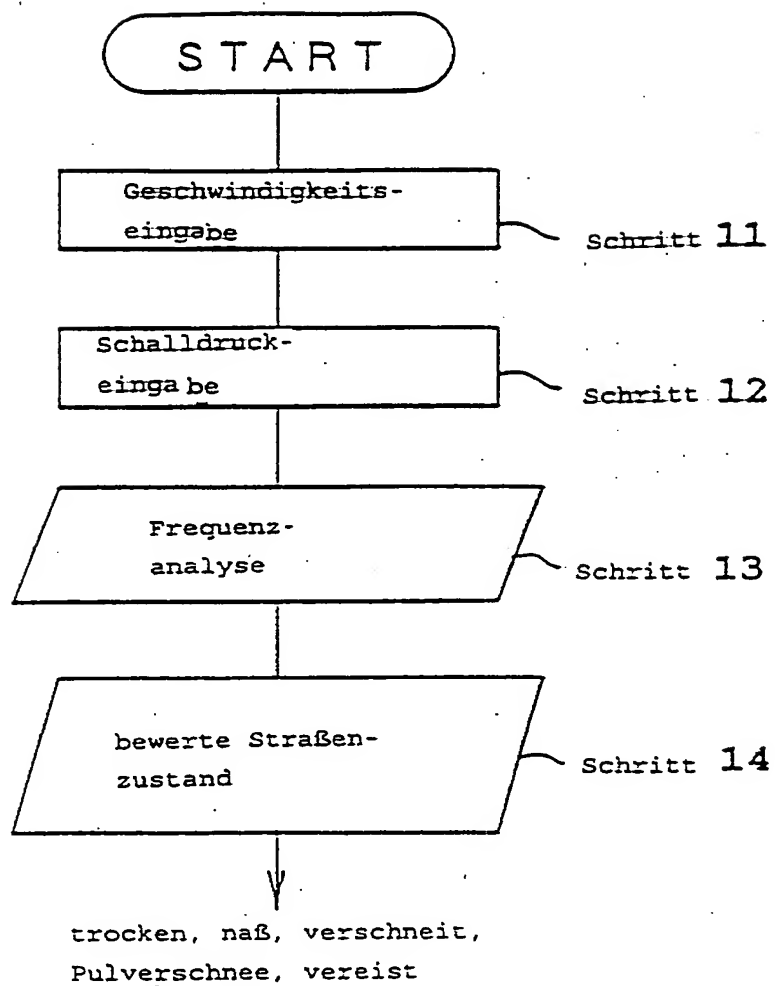 START
Geschwindigkeits-
eingabe
Schritt 11
Schalldruck-
eingabe
Schritt 12
Frequenz-
analyse
Schritt 13
bewerte Straßen-
zustand
Schritt 14
trocken, naß, verschneit,
Pulverschnee, vereist